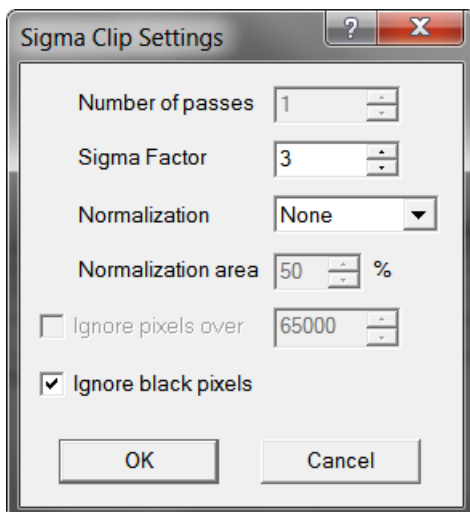 Sigma Clip Settings
Number of passes 1
Sigma Factor 3
Normalization None
Normalization area 50 %
Ignore pixels over 65000
Ignore black pixels
OK Cancel